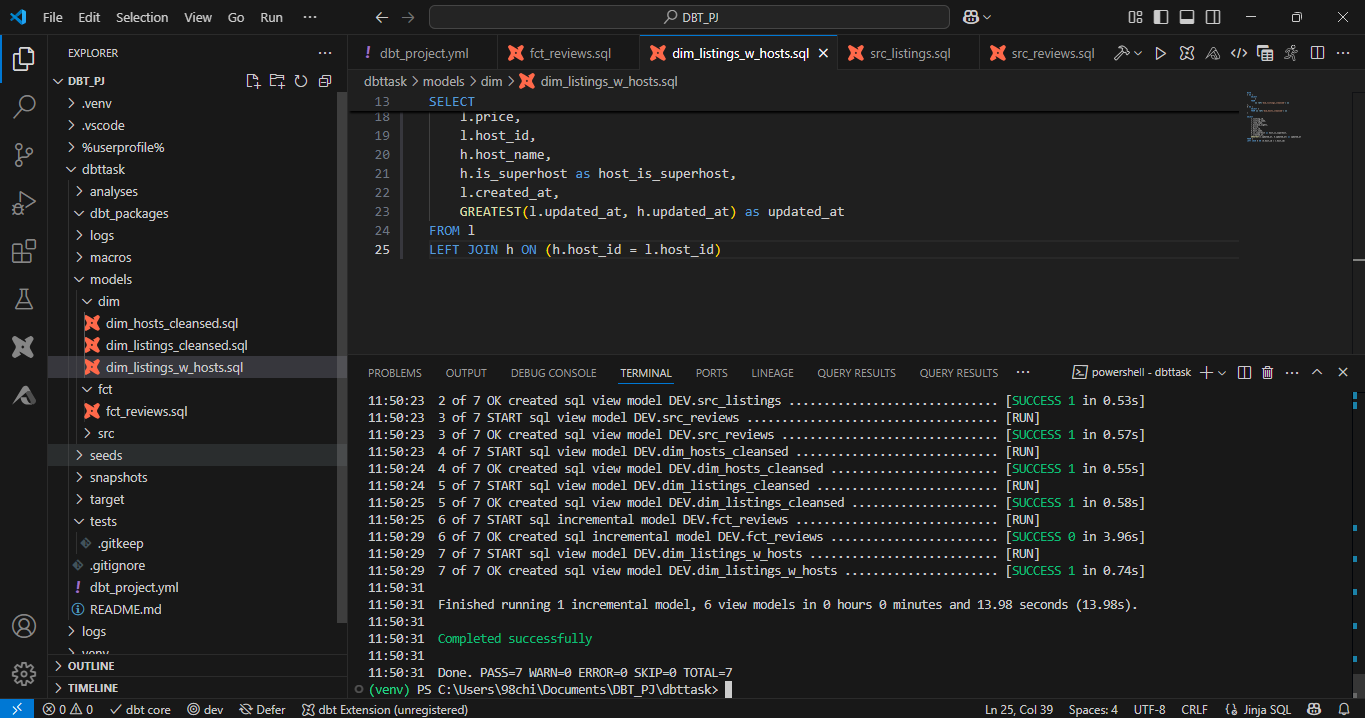 File Edit Selection View Go Run ··· DBT_PJ
EXPLORER
DBT_PJ
.venv
.vscode
%userprofile%
dbttask
analyses
dbt_packages
logs
macros
models
dim
dim_hosts_cleansed.sql
dim_listings_cleansed.sql
dim_listings_w_hosts.sql
fct
fct_reviews.sql
src
seeds
snapshots
target
tests
.gitkeep
.gitignore
dbt_project.yml
README.md
logs
venv
OUTLINE
TIMELINE
dbt_project.yml fct_reviews.sql dim_listings_w_hosts.sql src_listings.sql src_reviews.sql
dbttask > models > dim > dim_listings_w_hosts.sql
13 SELECT
18 l.price,
19 l.host_id,
20 h.host_name,
21 h.is_superhost as host_is_superhost,
22 l.created_at,
23 GREATEST(l.updated_at, h.updated_at) as updated_at
24 FROM l
25 LEFT JOIN h ON (h.host_id = l.host_id)
PROBLEMS OUTPUT DEBUG CONSOLE TERMINAL PORTS LINEAGE QUERY RESULTS QUERY RESULTS ··· powershell - dbttask
11:50:23 2 of 7 OK created sql view model DEV.src_listings ............................... [SUCCESS 1 in 0.53s]
11:50:23 3 of 7 START sql view model DEV.src_reviews ..................................... [RUN]
11:50:23 3 of 7 OK created sql view model DEV.src_reviews ................................ [SUCCESS 1 in 0.57s]
11:50:23 4 of 7 START sql view model DEV.dim_hosts_cleansed .............................. [RUN]
11:50:24 4 of 7 OK created sql view model DEV.dim_hosts_cleansed ......................... [SUCCESS 1 in 0.55s]
11:50:24 5 of 7 START sql view model DEV.dim_listings_cleansed ........................... [RUN]
11:50:25 5 of 7 OK created sql view model DEV.dim_listings_cleansed ...................... [SUCCESS 1 in 0.58s]
11:50:25 6 of 7 START sql incremental model DEV.fct_reviews .............................. [RUN]
11:50:29 6 of 7 OK created sql incremental model DEV.fct_reviews ......................... [SUCCESS 0 in 3.96s]
11:50:29 7 of 7 START sql view model DEV.dim_listings_w_hosts ............................ [RUN]
11:50:29 7 of 7 OK created sql view model DEV.dim_listings_w_hosts ....................... [SUCCESS 1 in 0.74s]
11:50:31
11:50:31 Finished running 1 incremental model, 6 view models in 0 hours 0 minutes and 13.98 seconds (13.98s).
11:50:31
11:50:31 Completed successfully
11:50:31
11:50:31 Done. PASS=7 WARN=0 ERROR=0 SKIP=0 TOTAL=7
(venv) PS C:\Users\98chi\Documents\DBT_PJ\dbttask>
0 0 dbt core dev Defer dbt Extension (unregistered) Ln 25, Col 39 Spaces: 4 UTF-8 CRLF Jinja SQL